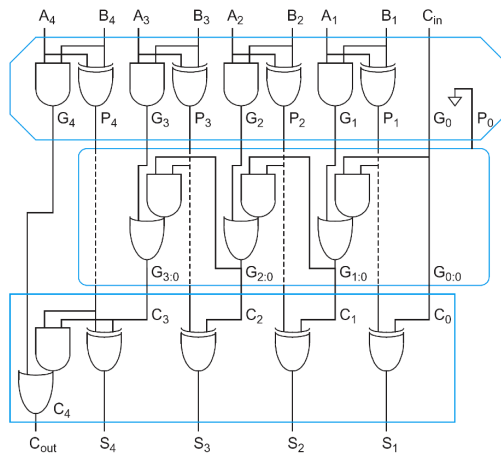 A4 B4 A3 B3 A2 B2 A1 B1 Cin
G4 P4 G3 P3 G2 P2 G1 P1 G0 P0
G3:0 G2:0 G1:0 G0:0
C3 C2 C1 C0
C4
Cout S4 S3 S2 S1